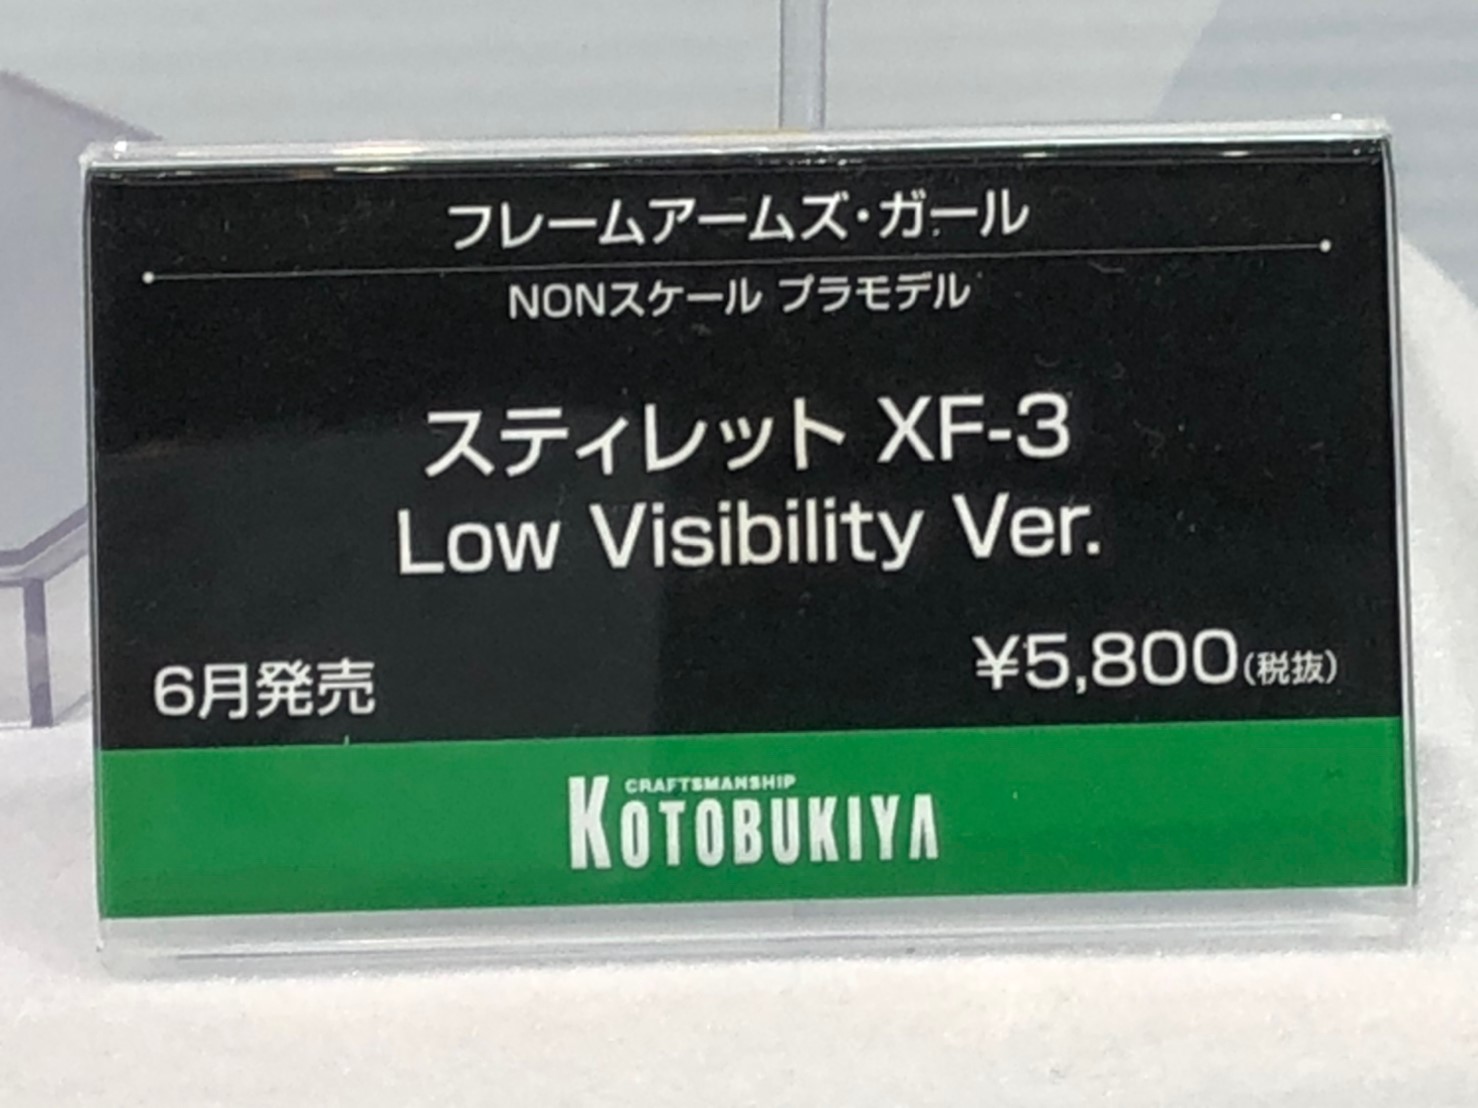 フレームアームズ・ガール
NONスケール プラモデル
スティレット XF-3
Low Visibility Ver.
6月発売
¥5,800(税抜)
CRAFTSMANSHIP
KOTOBUKIYA